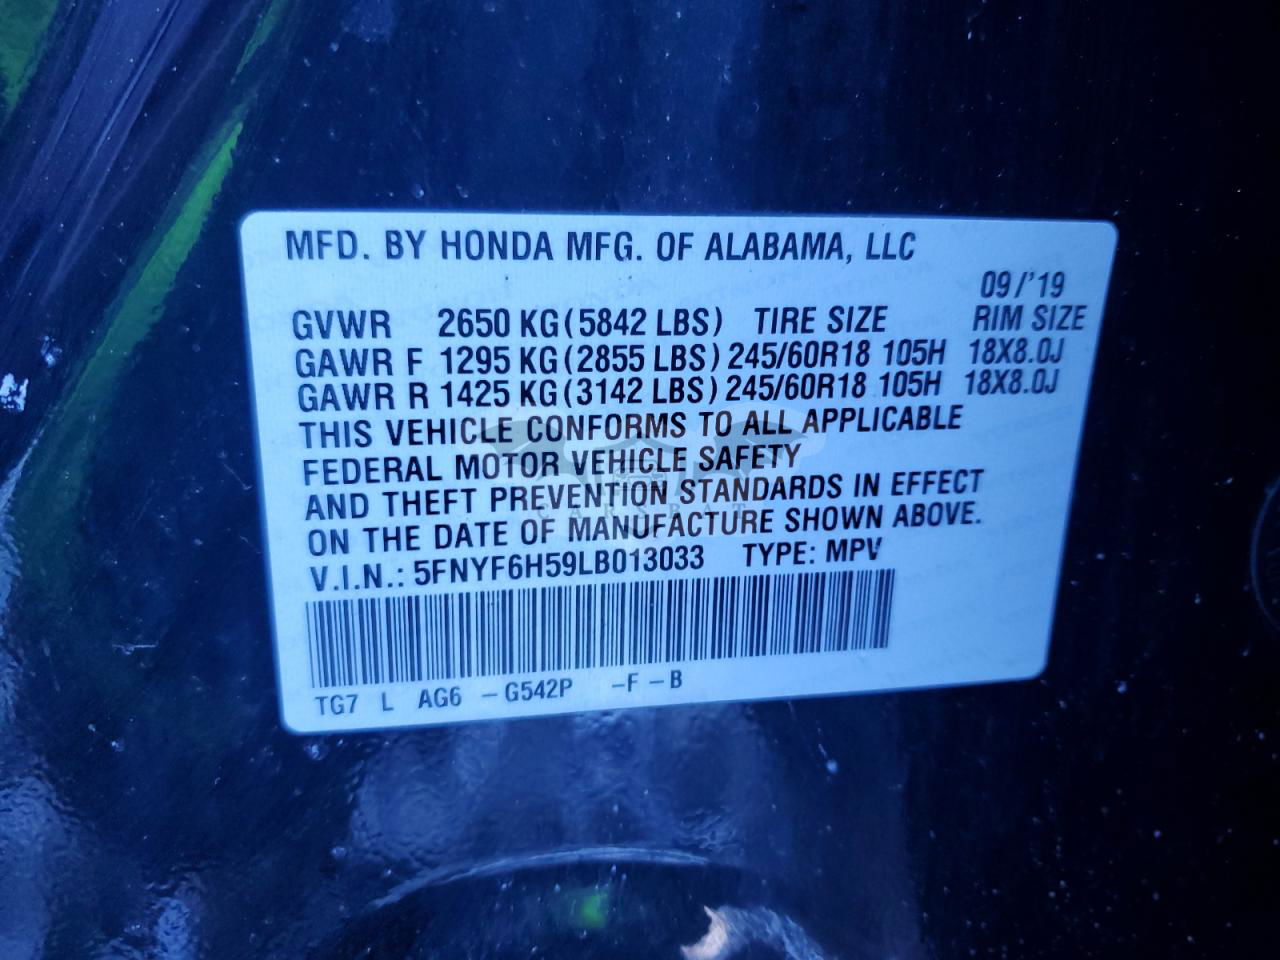 MFD. BY HONDA MFG. OF ALABAMA, LLC
09/'19
GVWR 2650 KG (5842 LBS) TIRE SIZE RIM SIZE
GAWR F 1295 KG (2855 LBS) 245/60R18 105H 18X8.0J
GAWR R 1425 KG (3142 LBS) 245/60R18 105H 18X8.0J
THIS VEHICLE CONFORMS TO ALL APPLICABLE
FEDERAL MOTOR VEHICLE SAFETY
AND THEFT PREVENTION STANDARDS IN EFFECT
ON THE DATE OF MANUFACTURE SHOWN ABOVE.
V.I.N.: 5FNYF6H59LB013033 TYPE: MPV
TG7 L AG6 -G542P -F-B
CARSBAT